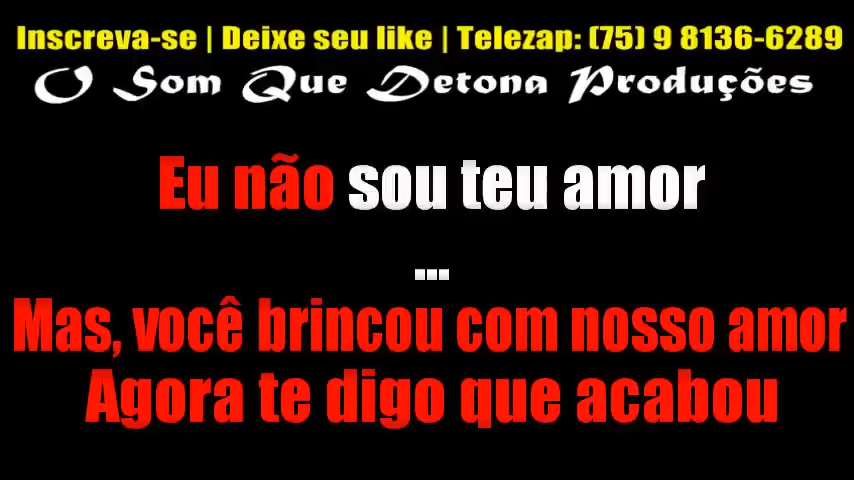 Inscreva-se | Deixe seu like | Telezap: (75) 9 8136-6289
O Som Que Detona Produções
Eu não sou teu amor
...
Mas, você brincou com nosso amor
Agora te digo que acabou